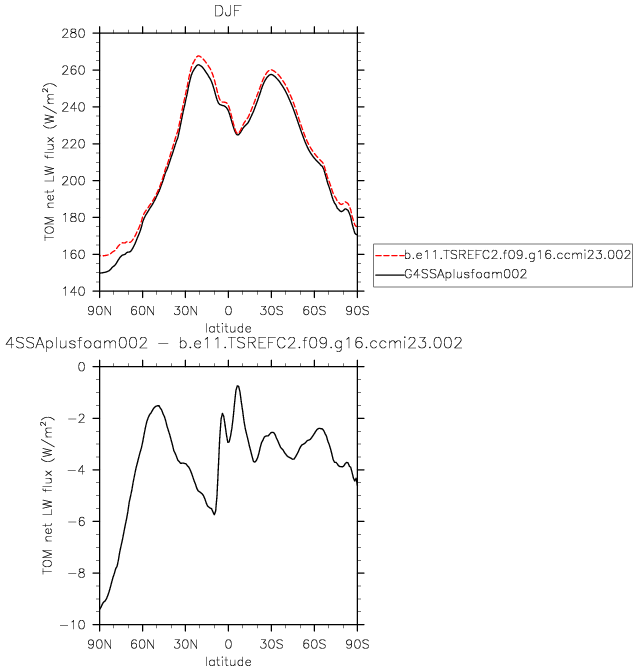 DJF
280
260
240
220
200
180
160
140
TOM net LW flux (W/m²)
90N 60N 30N 0 30S 60S 90S
latitude
b.e11.TSREFC2.f09.g16.ccmi23.002
G4SSAplusfoam002
4SSAplusfoam002 – b.e11.TSREFC2.f09.g16.ccmi23.002
0
−2
−4
−6
−8
−10
TOM net LW flux (W/m²)
90N 60N 30N 0 30S 60S 90S
latitude